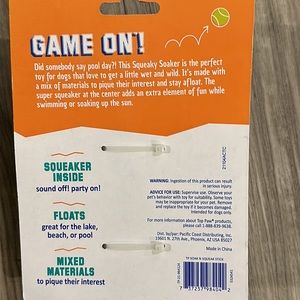 GAME ON!
Did somebody say pool day?! This Squeaky Soaker is the perfect
toy for dogs that love to get a little wet and wild. It's made with
a mix of materials to pique their interest and stay afloat. The
super squeaker at the center adds an extra element of fun while
swimming or soaking up the sun.
SQUEAKER
INSIDE
sound off! party on!
FLOATS
great for the lake,
beach, or pool
MIXED
MATERIALS
to pique their interest
WARNING: Ingestion of this product can result
in serious injury.
ADVICE FOR USE: Supervise use. Observe your
pet's behavior with toy for suitability. Some toys
may be inappropriate for your pet. Remove
and replace the toy if it becomes damaged.
Intended for dogs only.
For more information about Top Paw® products,
please call 1-888-839-9638.
Dist. by/par: Pacific Coast Distributing, Inc.
19601 N. 27th Ave., Phoenix, AZ USA 85027
Made in China